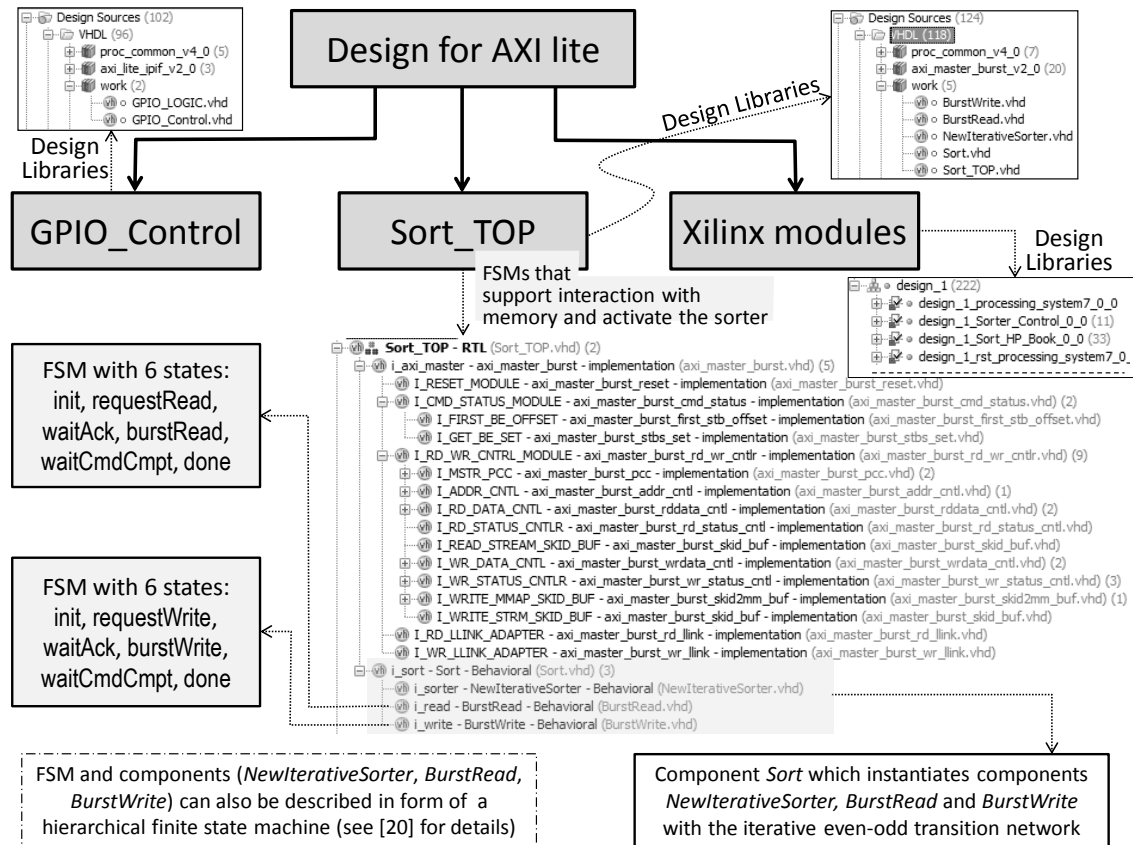 Design Sources (102)
VHDL (96)
proc_common_v4_0 (5)
axi_lite_ipif_v2_0 (3)
work (2)
GPIO_LOGIC.vhd
GPIO_Control.vhd
Design for AXI lite
Design Sources (124)
VHDL (118)
proc_common_v4_0 (7)
axi_master_burst_v2_0 (20)
work (5)
BurstWrite.vhd
BurstRead.vhd
NewIterativeSorter.vhd
Sort.vhd
Sort_TOP.vhd
Design Libraries
Design
Libraries
GPIO_Control
Sort_TOP
Xilinx modules
Design
Libraries
design_1 (222)
design_1_processing_system7_0_0
design_1_Sorter_Control_0_0 (11)
design_1_Sort_HP_Book_0_0 (33)
design_1_rst_processing_system7_0_
FSMs that
support interaction with
memory and activate the sorter
Sort_TOP - RTL (Sort_TOP.vhd) (2)
i_axi_master - axi_master_burst - implementation (axi_master_burst.vhd) (5)
I_RESET_MODULE - axi_master_burst_reset - implementation (axi_master_burst_reset.vhd)
I_CMD_STATUS_MODULE - axi_master_burst_cmd_status - implementation (axi_master_burst_cmd_status.vhd) (2)
I_FIRST_BE_OFFSET - axi_master_burst_first_stb_offset - implementation (axi_master_burst_first_stb_offset.vhd)
I_GET_BE_SET - axi_master_burst_stbs_set - implementation (axi_master_burst_stbs_set.vhd)
I_RD_WR_CNTRL_MODULE - axi_master_burst_rd_wr_cntlr - implementation (axi_master_burst_rd_wr_cntlr.vhd) (9)
I_MSTR_PCC - axi_master_burst_pcc - implementation (axi_master_burst_pcc.vhd) (2)
I_ADDR_CNTL - axi_master_burst_addr_cntl - implementation (axi_master_burst_addr_cntl.vhd) (1)
I_RD_DATA_CNTL - axi_master_burst_rddata_cntl - implementation (axi_master_burst_rddata_cntl.vhd) (2)
I_RD_STATUS_CNTLR - axi_master_burst_rd_status_cntl - implementation (axi_master_burst_rd_status_cntl.vhd)
I_READ_STREAM_SKID_BUF - axi_master_burst_skid_buf - implementation (axi_master_burst_skid_buf.vhd)
I_WR_DATA_CNTL - axi_master_burst_wrdata_cntl - implementation (axi_master_burst_wrdata_cntl.vhd) (2)
I_WR_STATUS_CNTLR - axi_master_burst_wr_status_cntl - implementation (axi_master_burst_wr_status_cntl.vhd) (3)
I_WRITE_MMAP_SKID_BUF - axi_master_burst_skid2mm_buf - implementation (axi_master_burst_skid2mm_buf.vhd) (1)
I_WRITE_STRM_SKID_BUF - axi_master_burst_skid_buf - implementation (axi_master_burst_skid_buf.vhd)
I_RD_LLINK_ADAPTER - axi_master_burst_rd_llink - implementation (axi_master_burst_rd_llink.vhd)
I_WR_LLINK_ADAPTER - axi_master_burst_wr_llink - implementation (axi_master_burst_wr_llink.vhd)
i_sort - Sort - Behavioral (Sort.vhd) (3)
i_sorter - NewIterativeSorter - Behavioral (NewIterativeSorter.vhd)
i_read - BurstRead - Behavioral (BurstRead.vhd)
i_write - BurstWrite - Behavioral (BurstWrite.vhd)
FSM with 6 states:
init, requestRead,
waitAck, burstRead,
waitCmdCmpt, done
FSM with 6 states:
init, requestWrite,
waitAck, burstWrite,
waitCmdCmpt, done
FSM and components (NewIterativeSorter, BurstRead,
BurstWrite) can also be described in form of a
hierarchical finite state machine (see [20] for details)
Component Sort which instantiates components
NewIterativeSorter, BurstRead and BurstWrite
with the iterative even-odd transition network